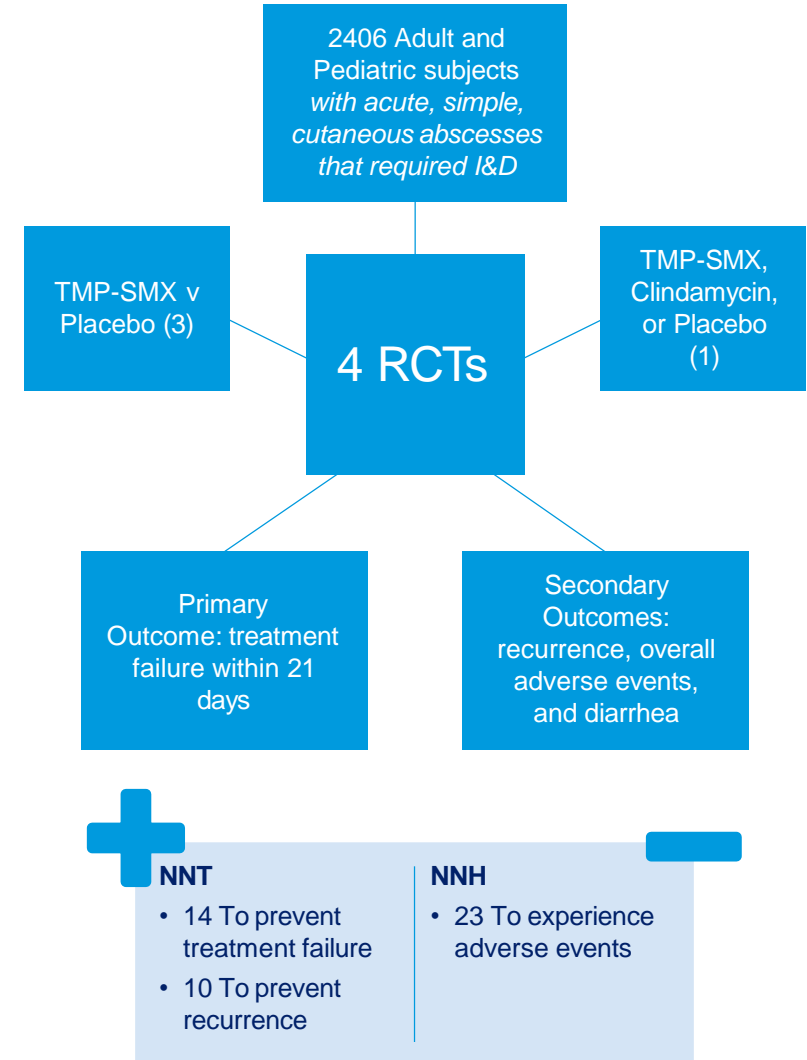 2406 Adult and
Pediatric subjects
with acute, simple,
cutaneous abscesses
that required I&D
TMP-SMX v
Placebo (3)
4 RCTs
TMP-SMX,
Clindamycin,
or Placebo
(1)
Primary
Outcome: treatment
failure within 21
days
Secondary
Outcomes:
recurrence, overall
adverse events,
and diarrhea
NNT
• 14 To prevent
treatment failure
• 10 To prevent
recurrence
NNH
• 23 To experience
adverse events